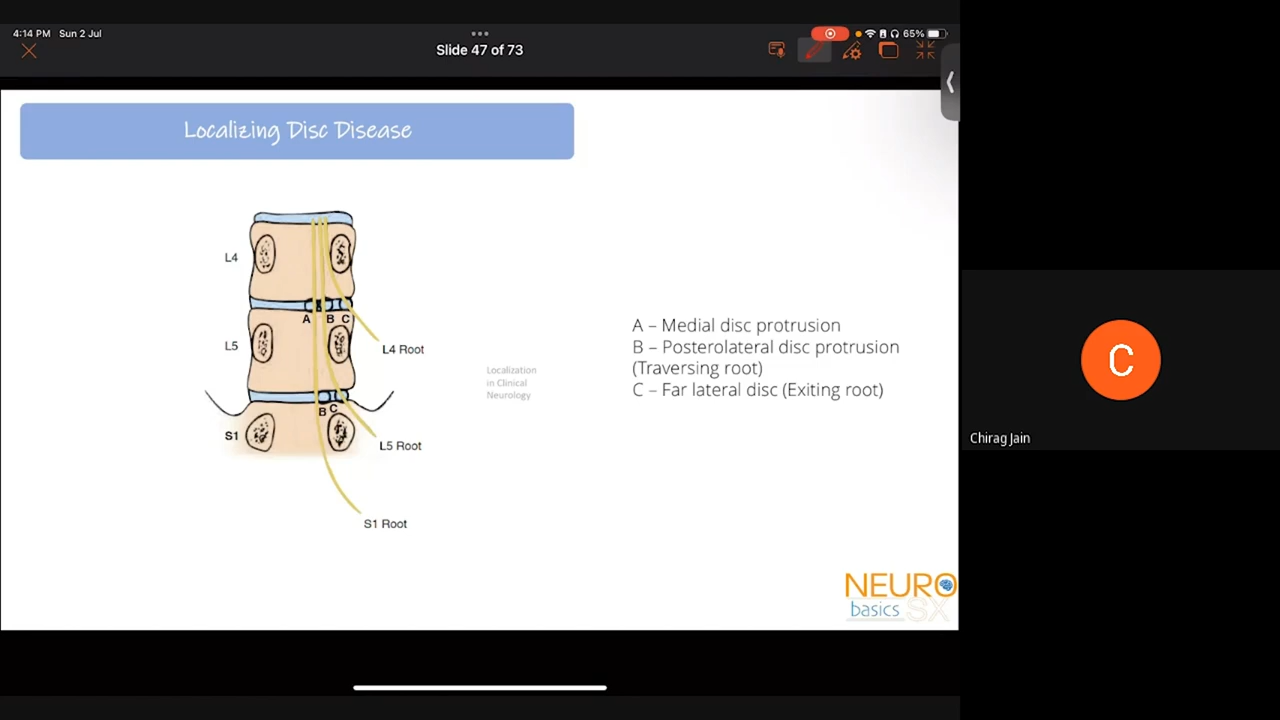 4:14 PM Sun 2 Jul
65%
Slide 47 of 73
Localizing Disc Disease
L4
A B C
L5
L4 Root
B C
S1
L5 Root
S1 Root
Localization
in Clinical
Neurology
A – Medial disc protrusion
B – Posterolateral disc protrusion
(Traversing root)
C – Far lateral disc (Exiting root)
NEURO
basics SX
C
Chirag Jain